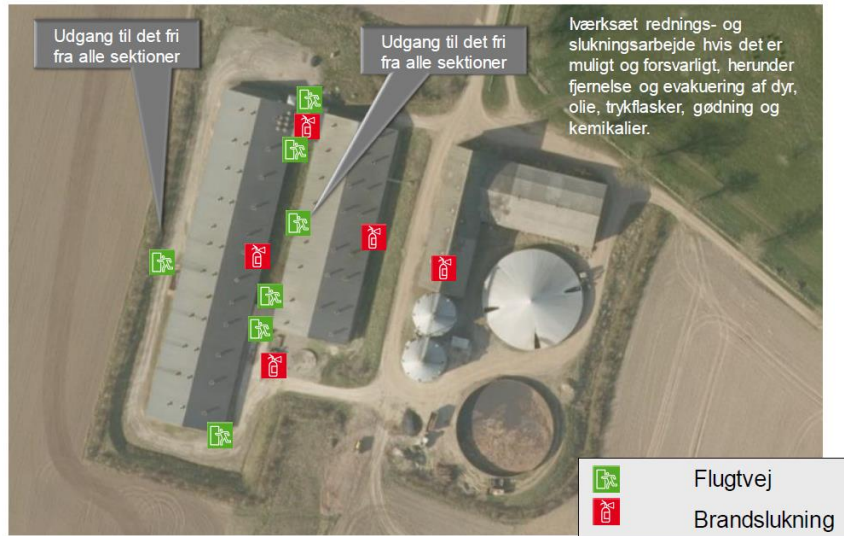 Udgang til det fri
fra alle sektioner
Udgang til det fri
fra alle sektioner
Iværksæt rednings- og
slukningsarbejde hvis det er
muligt og forsvarligt, herunder
fjernelse og evakuering af dyr,
olie, trykflasker, gødning og
kemikalier.
Flugtvej
Brandslukning